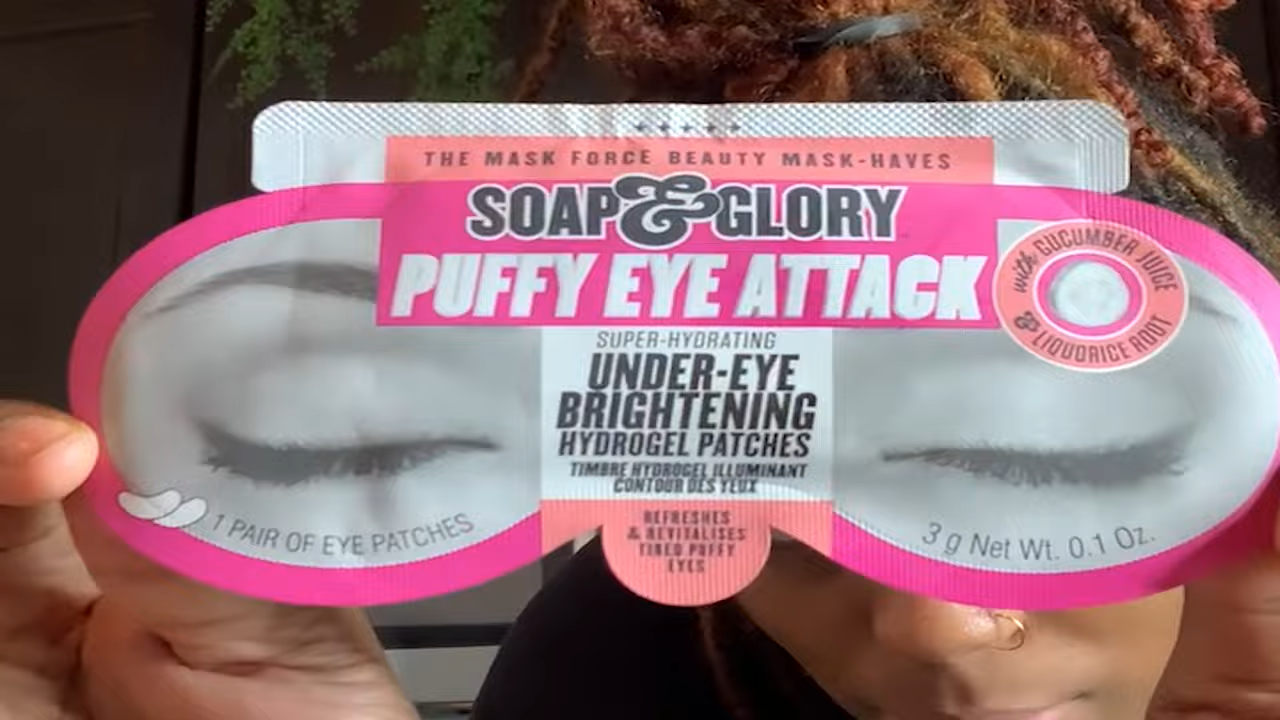 THE MASK FORCE BEAUTY MASK-HAVES
SOAP & GLORY
PUFFY EYE ATTACK
with CUCUMBER JUICE
& LIQUORICE ROOT
SUPER-HYDRATING
UNDER-EYE
BRIGHTENING
HYDROGEL PATCHES
TIMBRE HYDROGEL ILLUMINANT
CONTOUR DES YEUX
1 PAIR OF EYE PATCHES
REFRESHES
& REVITALISES
TIRED PUFFY
EYES
3 g Net Wt. 0.1 Oz.